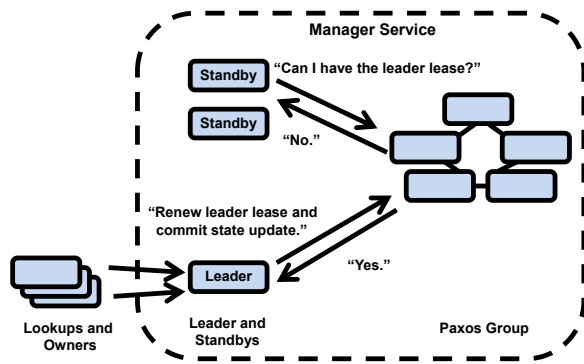 Manager Service
Standby
“Can I have the leader lease?”
Standby
“No.”
“Renew leader lease and
commit state update.”
Leader
“Yes.”
Lookups and
Owners
Leader and
Standbys
Paxos Group